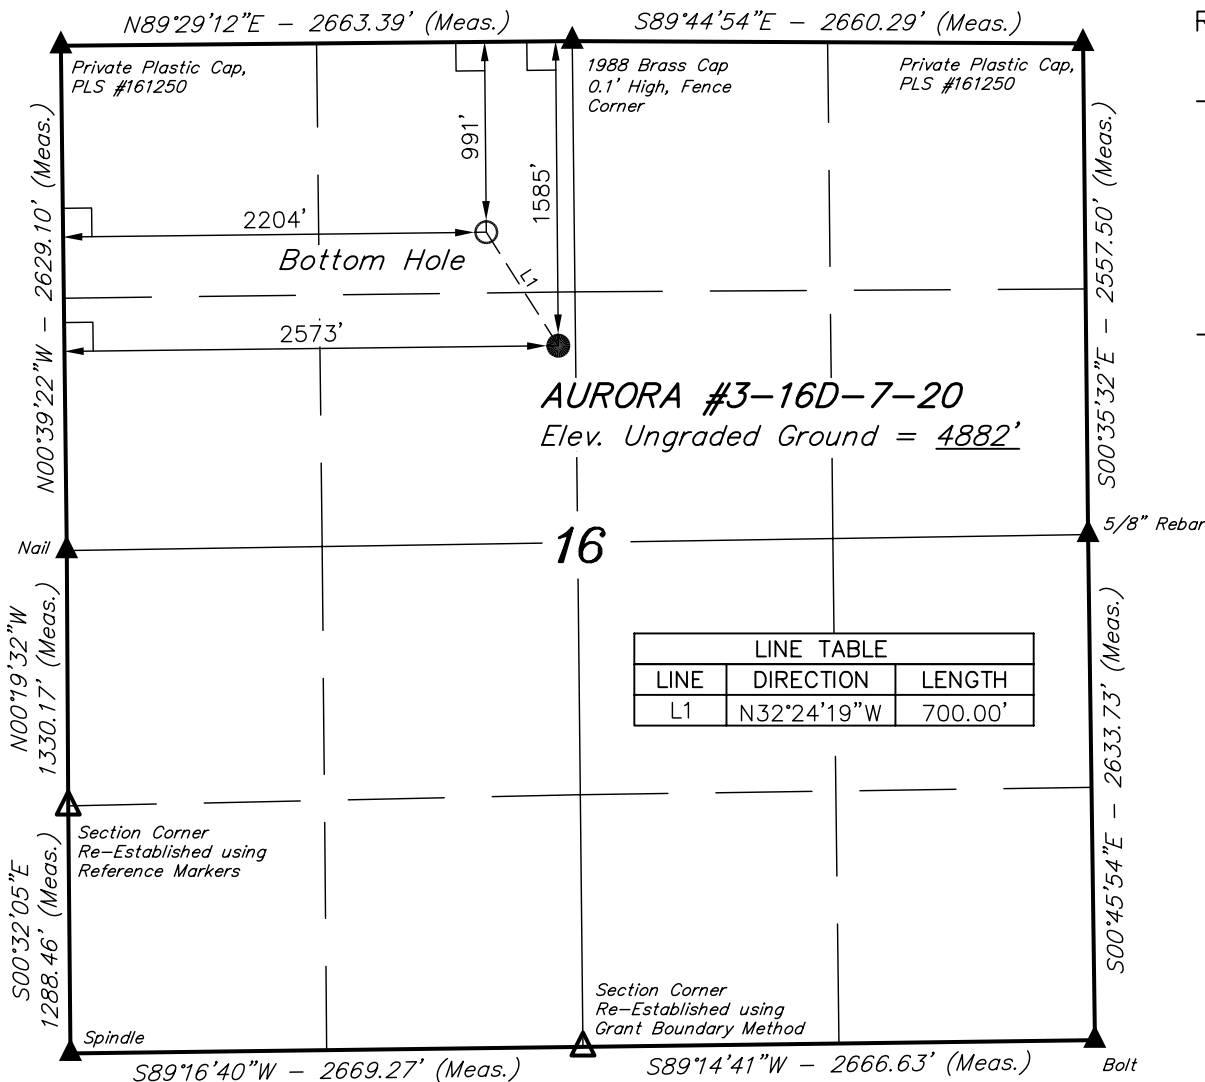 N89°29'12"E - 2663.39' (Meas.)
S89°44'54"E - 2660.29' (Meas.)
R
Private Plastic Cap,
PLS #161250
1988 Brass Cap
0.1' High, Fence
Corner
Private Plastic Cap,
PLS #161250
N00°39'22"W - 2629.10' (Meas.)
991'
1585'
S00°35'32"E - 2557.50' (Meas.)
2204'
Bottom Hole
L1
2573'
AURORA #3-16D-7-20
Elev. Ungraded Ground = 4882'
Nail
16
5/8" Rebar
N00°19'32"W
1330.17' (Meas.)
LINE TABLE
LINE DIRECTION LENGTH
L1 N32°24'19"W 700.00'
S00°45'54"E - 2633.73' (Meas.)
Section Corner
Re-Established using
Reference Markers
S00°32'05"E
1288.46' (Meas.)
Section Corner
Re-Established using
Grant Boundary Method
Spindle
S89°16'40"W - 2669.27' (Meas.)
S89°14'41"W - 2666.63' (Meas.)
Bolt